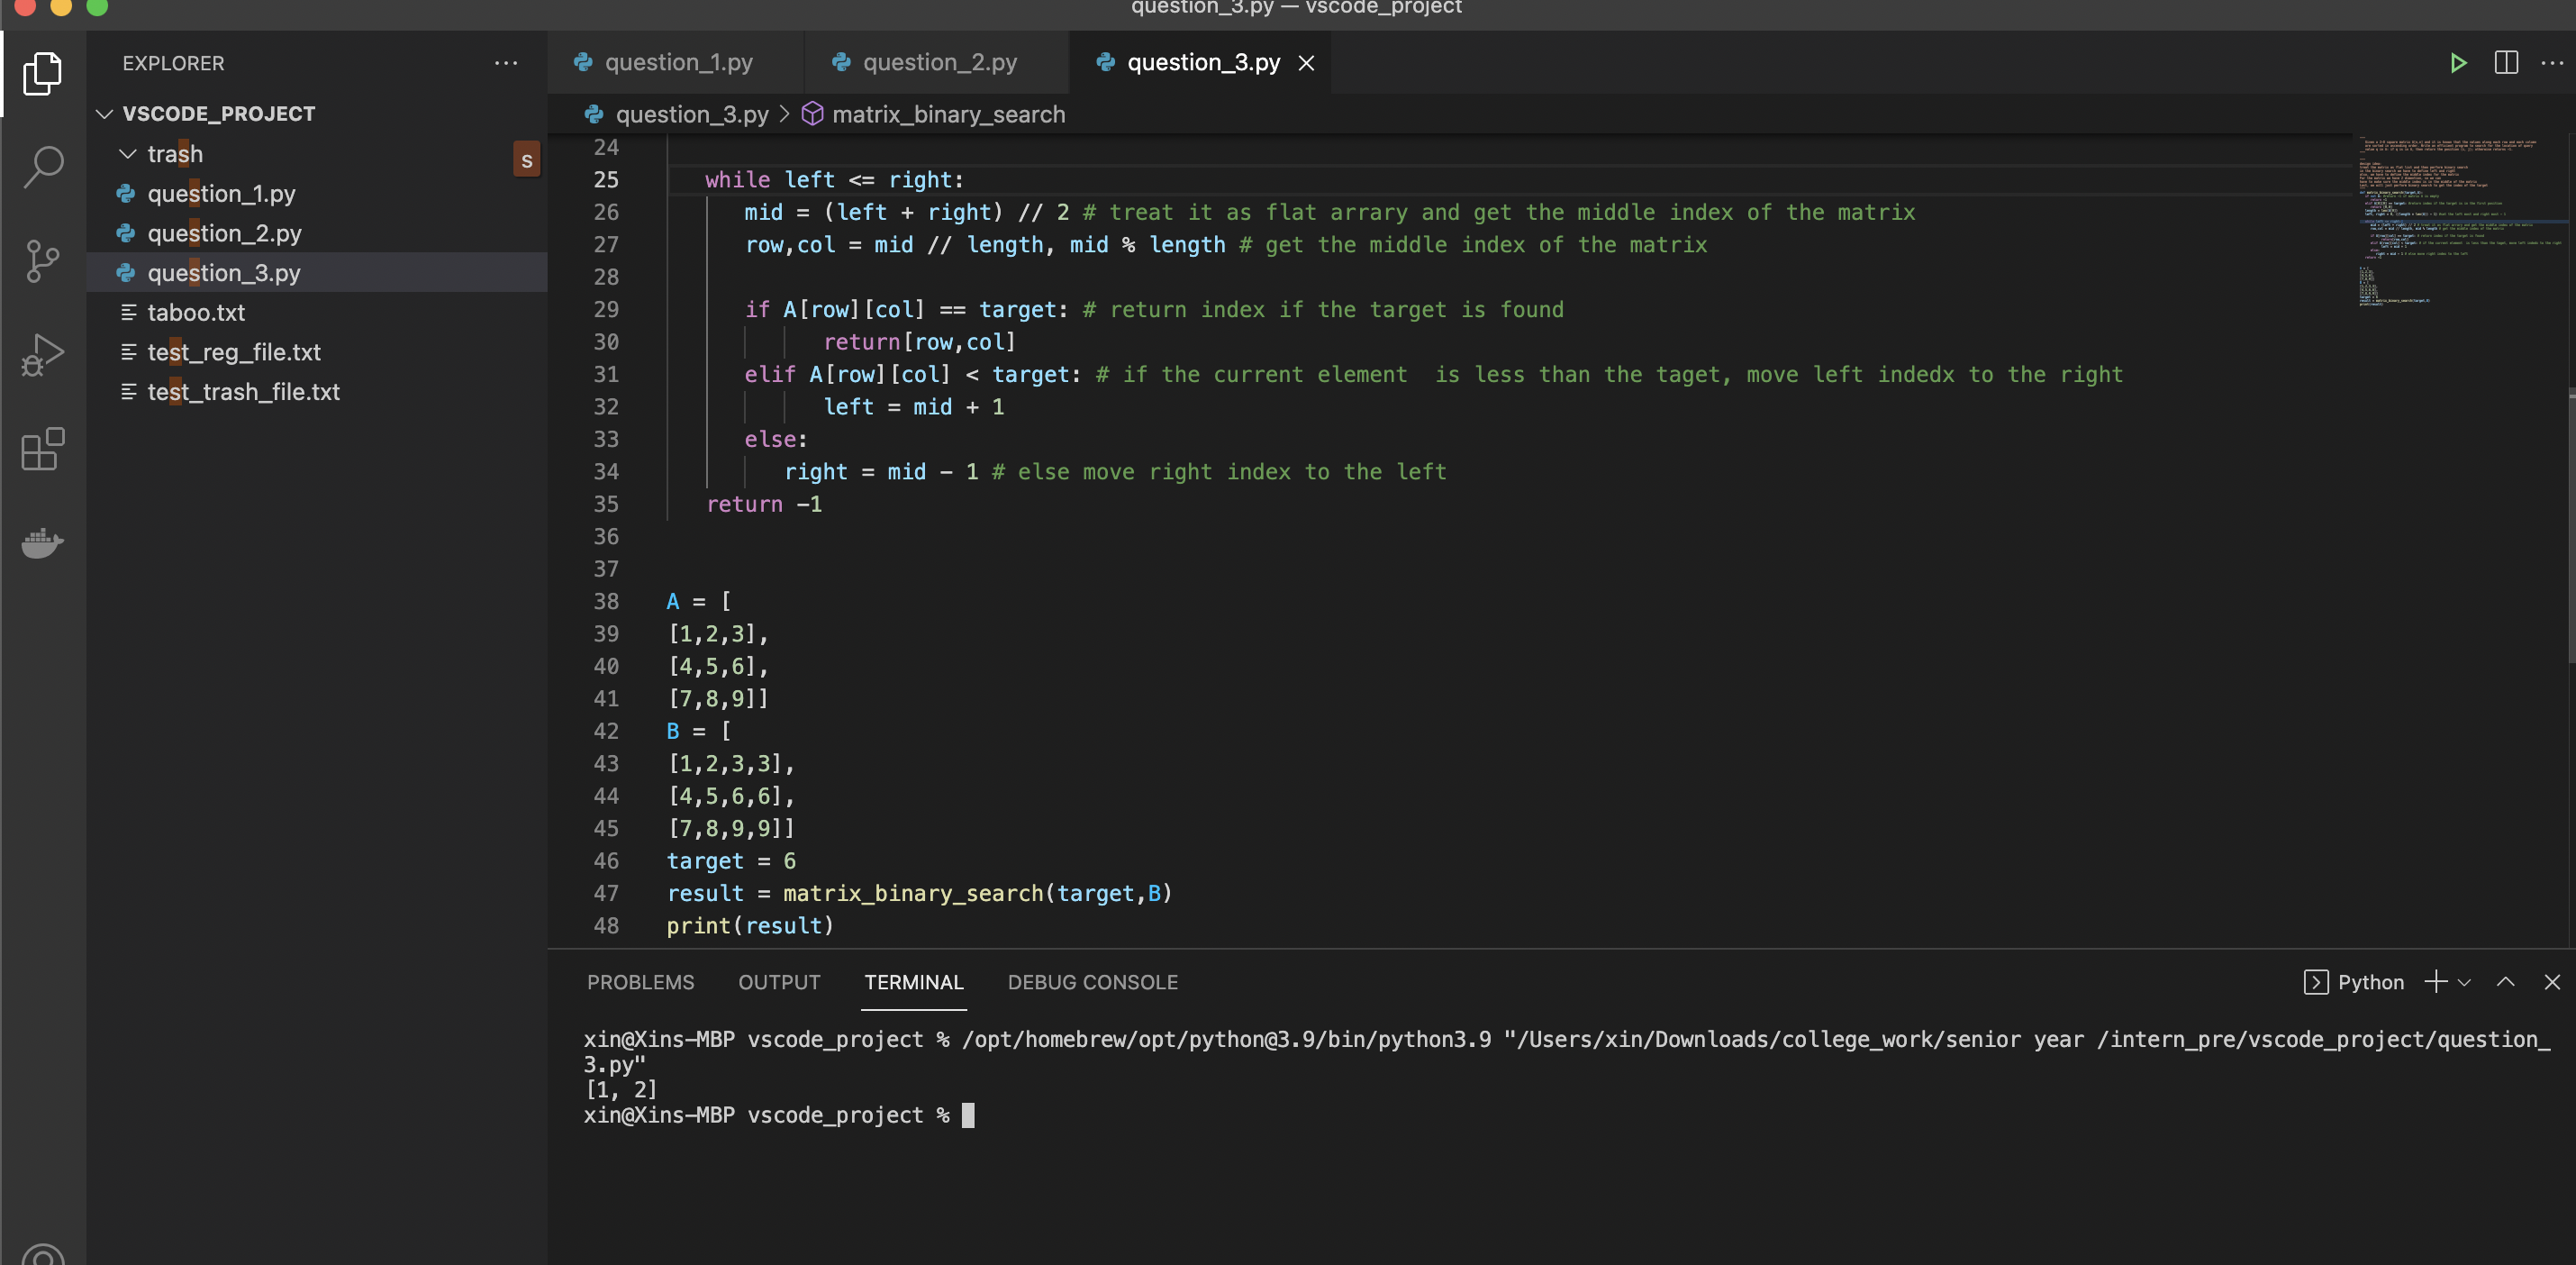 question_3.py — vscode_project
EXPLORER
VSCODE_PROJECT
trash
s
question_1.py
question_2.py
question_3.py
taboo.txt
test_reg_file.txt
test_trash_file.txt
question_1.py
question_2.py
question_3.py
question_3.py > matrix_binary_search
24
25 while left <= right:
26 mid = (left + right) // 2 # treat it as flat arrary and get the middle index of the matrix
27 row,col = mid // length, mid % length # get the middle index of the matrix
28
29 if A[row][col] == target: # return index if the target is found
30 return[row,col]
31 elif A[row][col] < target: # if the current element  is less than the taget, move left indedx to the right
32 left = mid + 1
33 else:
34 right = mid - 1 # else move right index to the left
35 return -1
36
37
38 A = [
39 [1,2,3],
40 [4,5,6],
41 [7,8,9]]
42 B = [
43 [1,2,3,3],
44 [4,5,6,6],
45 [7,8,9,9]]
46 target = 6
47 result = matrix_binary_search(target,B)
48 print(result)
PROBLEMS OUTPUT TERMINAL DEBUG CONSOLE
Python
xin@Xins-MBP vscode_project % /opt/homebrew/opt/python@3.9/bin/python3.9 "/Users/xin/Downloads/college_work/senior year /intern_pre/vscode_project/question_
3.py"
[1, 2]
xin@Xins-MBP vscode_project %